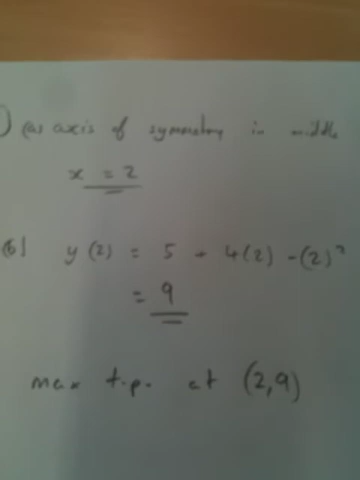 ) (a) axis of symmetry in middle
x = 2
(b) y(2) = 5 + 4(2) - (2)²
= 9
max t.p. at (2,9)